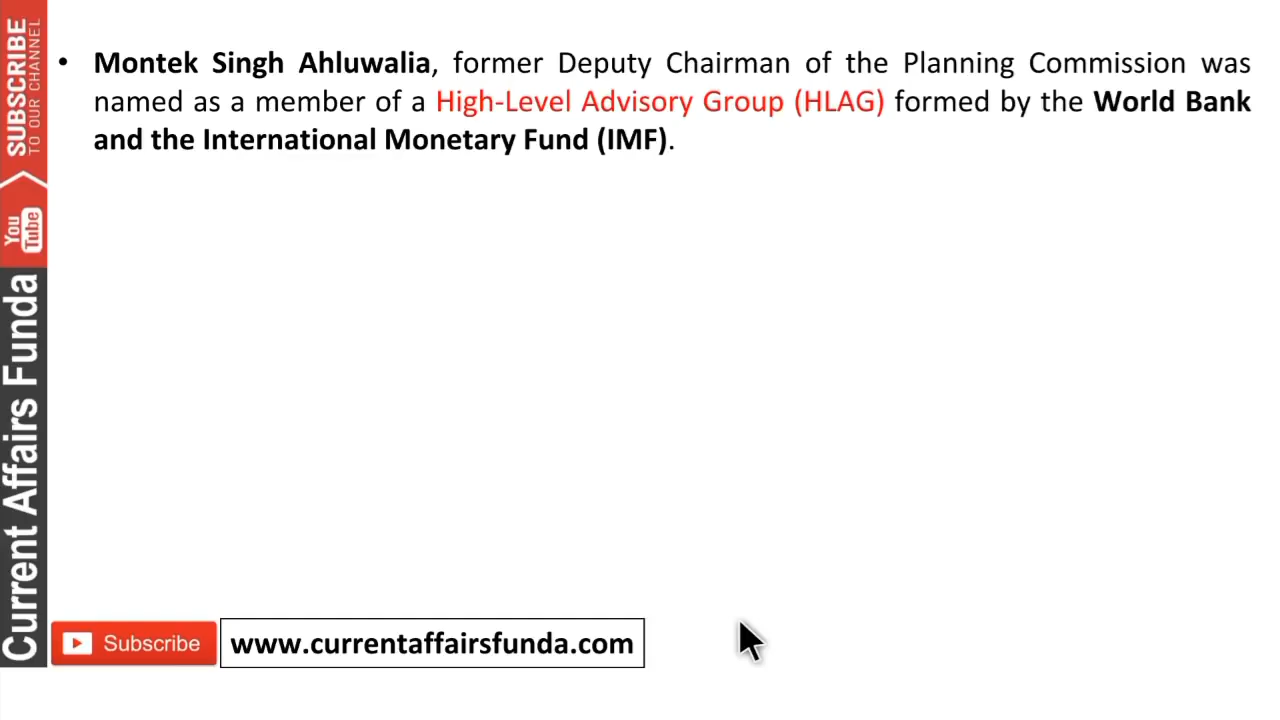 • Montek Singh Ahluwalia, former Deputy Chairman of the Planning Commission was
named as a member of a High-Level Advisory Group (HLAG) formed by the World Bank
and the International Monetary Fund (IMF).
SUBSCRIBE
TO OUR CHANNEL
You
Tube
Current Affairs Funda
Subscribe
www.currentaffairsfunda.com